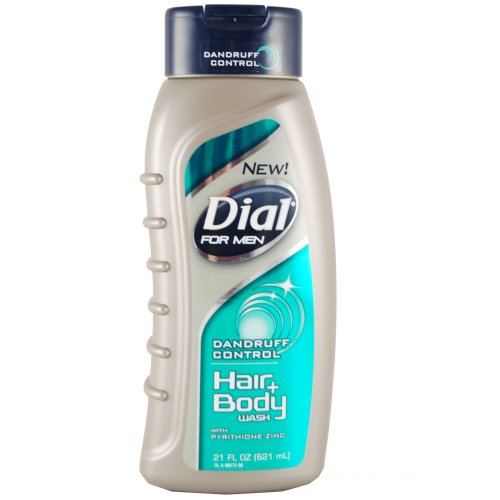 DANDRUFF
CONTROL
NEW!
Dial
FOR MEN
DANDRUFF
CONTROL
Hair+
Body
WASH
WITH
PYRITHIONE ZINC
21 FL OZ (621 mL)